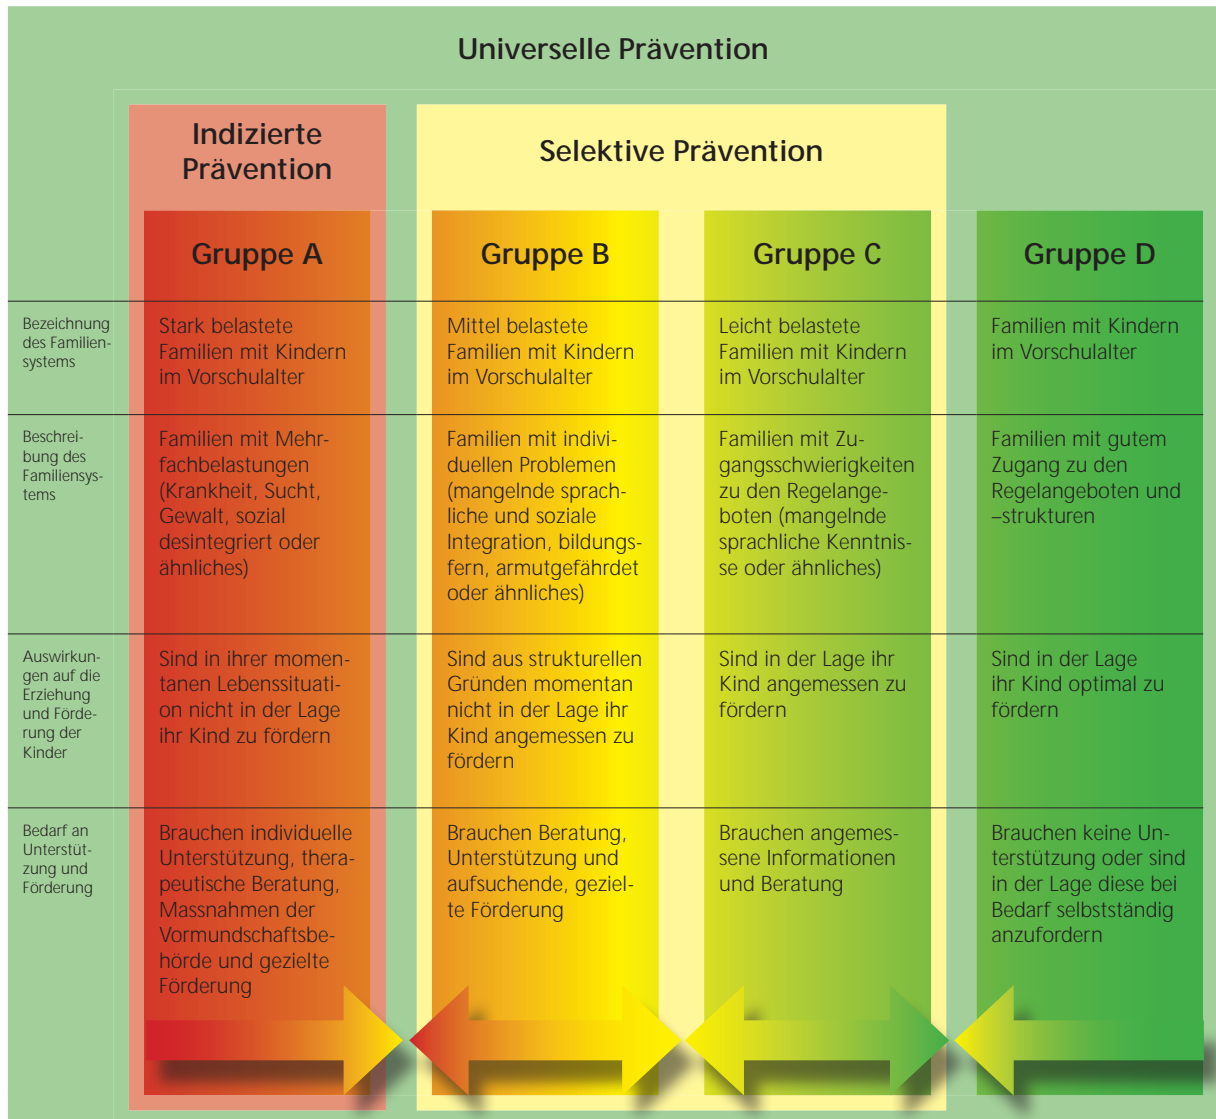 Universelle Prävention
Indizierte
Prävention
Selektive Prävention
Gruppe A
Gruppe B
Gruppe C
Gruppe D
Bezeichnung
des Familien-
systems
Stark belastete
Familien mit Kindern
im Vorschulalter
Mittel belastete
Familien mit Kindern
im Vorschulalter
Leicht belastete
Familien mit Kindern
im Vorschulalter
Familien mit Kindern
im Vorschulalter
Beschrei-
bung des
Familiensys-
tems
Familien mit Mehr-
fachbelastungen
(Krankheit, Sucht,
Gewalt, sozial
desintegriert oder
ähnliches)
Familien mit indivi-
duellen Problemen
(mangelnde sprach-
liche und soziale
Integration, bildungs-
fern, armutgefährdet
oder ähnliches)
Familien mit Zu-
gangsschwierigkeiten
zu den Regelange-
boten (mangelnde
sprachliche Kenntnis-
se oder ähnliches)
Familien mit gutem
Zugang zu den
Regelangeboten und
–strukturen
Auswirkun-
gen auf die
Erziehung
und Förde-
rung der
Kinder
Sind in ihrer momen-
tanen Lebenssituati-
on nicht in der Lage
ihr Kind zu fördern
Sind aus strukturellen
Gründen momentan
nicht in der Lage ihr
Kind angemessen zu
fördern
Sind in der Lage ihr
Kind angemessen zu
fördern
Sind in der Lage
ihr Kind optimal zu
fördern
Bedarf an
Unterstüt-
zung und
Förderung
Brauchen individuelle
Unterstützung, thera-
peutische Beratung,
Massnahmen der
Vormundschaftsbe-
hörde und gezielte
Förderung
Brauchen Beratung,
Unterstützung und
aufsuchende, geziel-
te Förderung
Brauchen angemes-
sene Informationen
und Beratung
Brauchen keine Un-
terstützung oder sind
in der Lage diese bei
Bedarf selbstständig
anzufordern